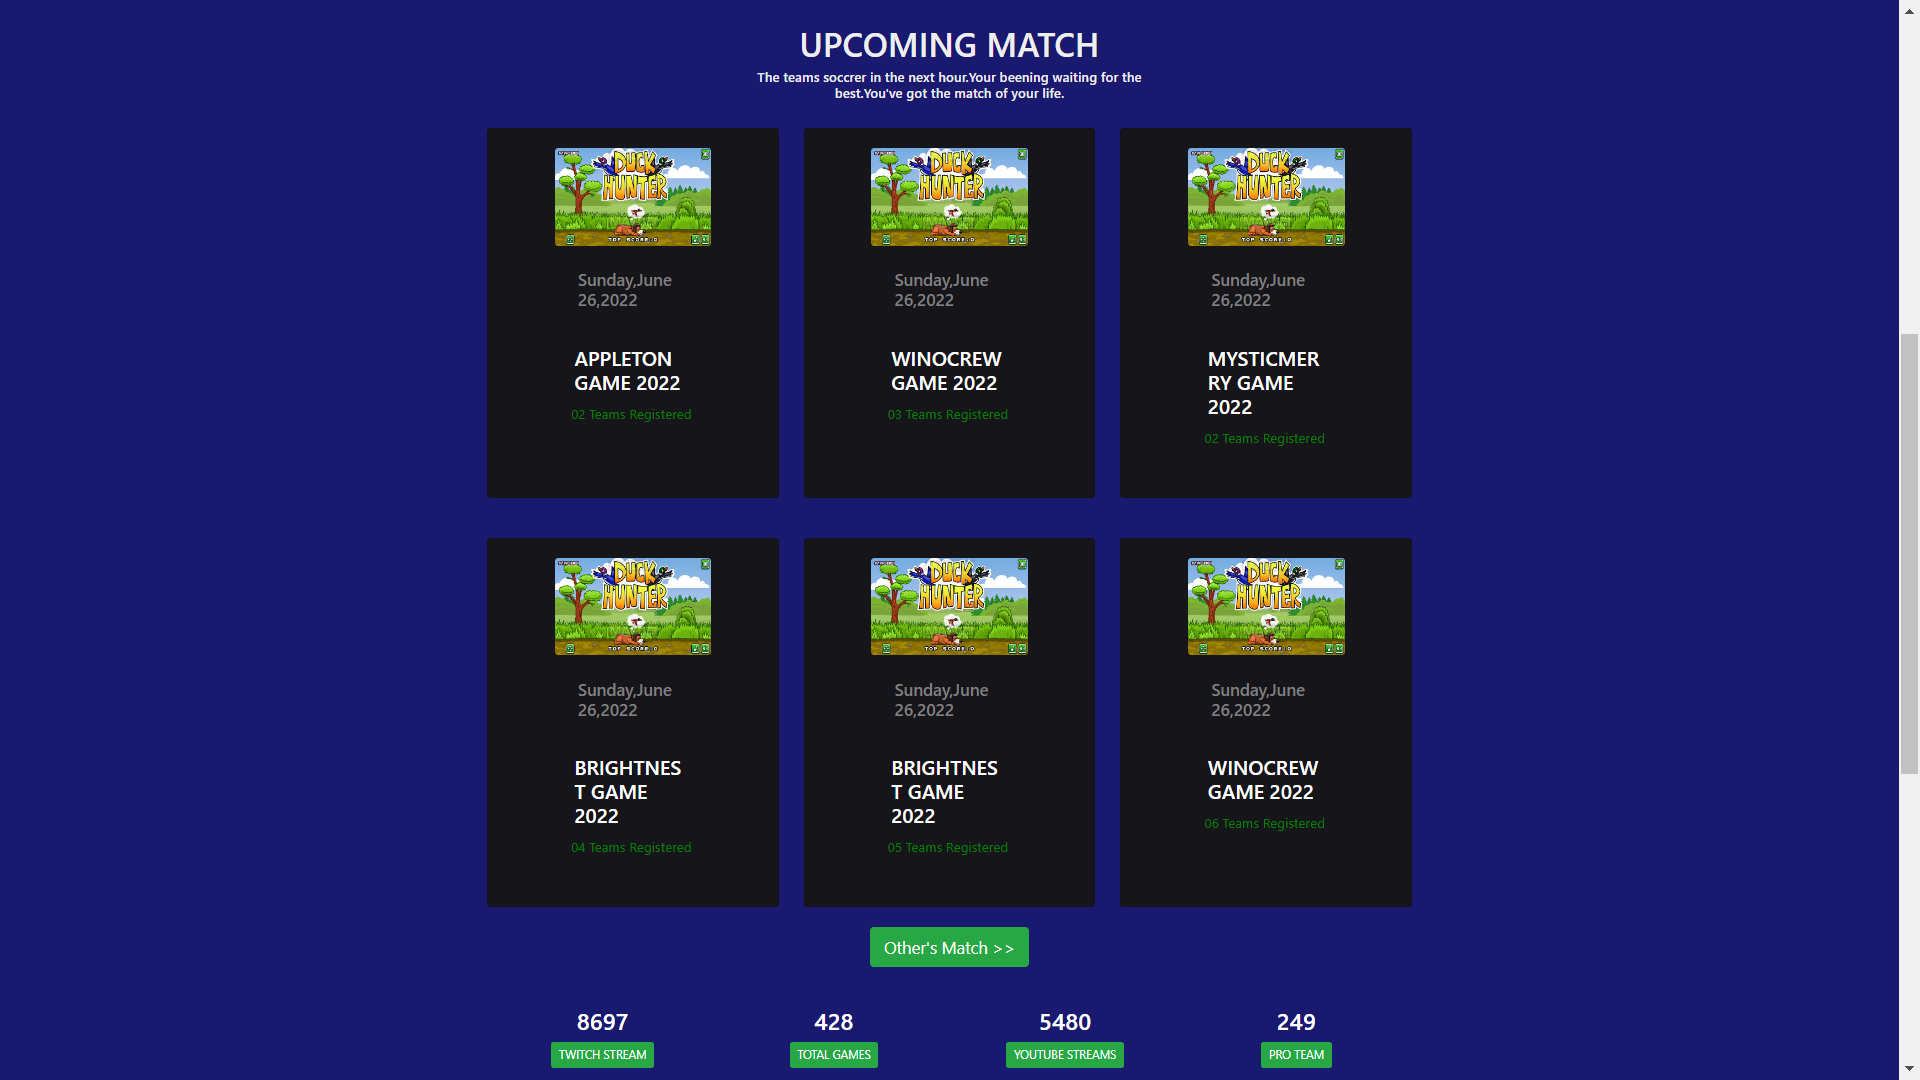 UPCOMING MATCH
The teams soccrer in the next hour.Your beening waiting for the
best.You've got the match of your life.
DUCK
HUNTER
TOP SCORE:0
Sunday,June
26,2022
APPLETON
GAME 2022
02 Teams Registered
DUCK
HUNTER
TOP SCORE:0
Sunday,June
26,2022
WINOCREW
GAME 2022
03 Teams Registered
DUCK
HUNTER
TOP SCORE:0
Sunday,June
26,2022
MYSTICMER
RY GAME
2022
02 Teams Registered
DUCK
HUNTER
TOP SCORE:0
Sunday,June
26,2022
BRIGHTNES
T GAME
2022
04 Teams Registered
DUCK
HUNTER
TOP SCORE:0
Sunday,June
26,2022
BRIGHTNES
T GAME
2022
05 Teams Registered
DUCK
HUNTER
TOP SCORE:0
Sunday,June
26,2022
WINOCREW
GAME 2022
06 Teams Registered
Other's Match >>
8697
TWITCH STREAM
428
TOTAL GAMES
5480
YOUTUBE STREAMS
249
PRO TEAM